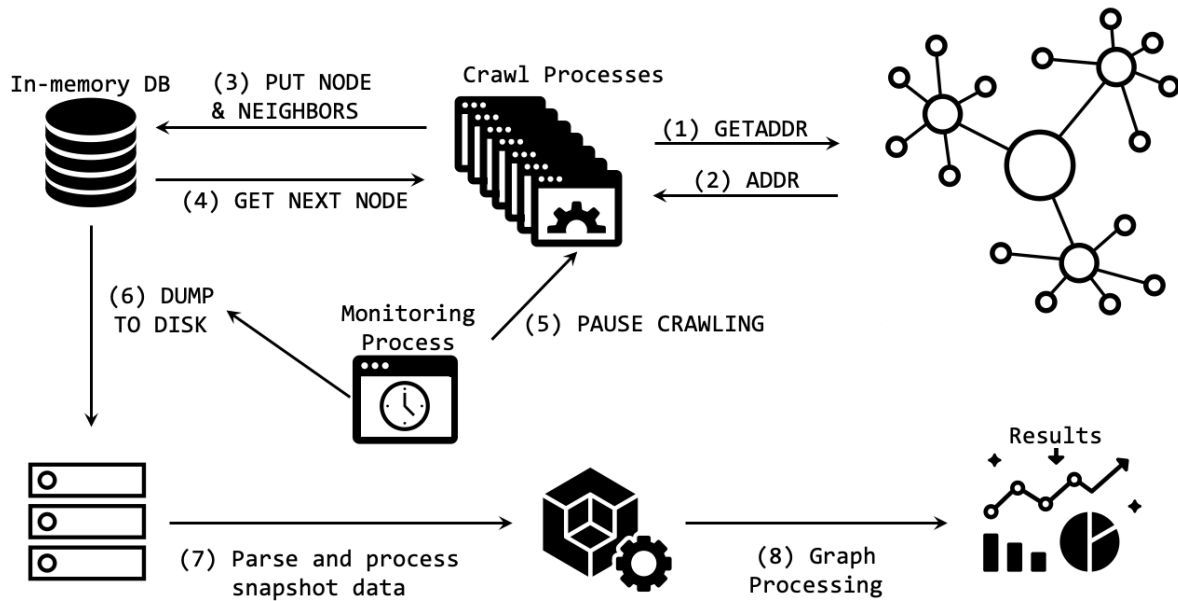 In-memory DB
(3) PUT NODE
& NEIGHBORS
Crawl Processes
(1) GETADDR
(2) ADDR
(4) GET NEXT NODE
(6) DUMP
TO DISK
Monitoring
Process
(5) PAUSE CRAWLING
Results
(7) Parse and process
snapshot data
(8) Graph
Processing